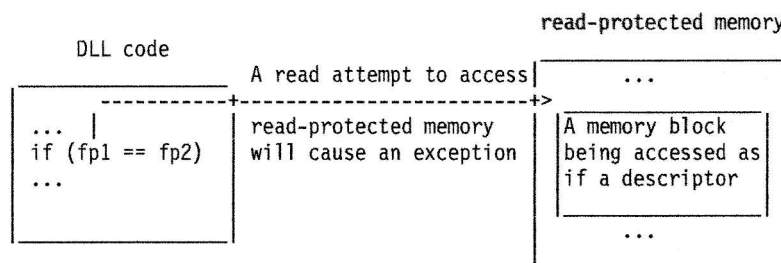 read-protected memory
DLL code
A read attempt to access
...
-----------+-----------------------------+>
... |
if (fp1 == fp2)
...
read-protected memory
will cause an exception
A memory block
being accessed as
if a descriptor
...